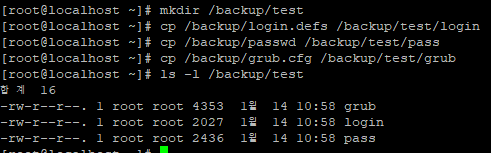 [root@localhost ~]# mkdir /backup/test
[root@localhost ~]# cp /backup/login.defs /backup/test/login
[root@localhost ~]# cp /backup/passwd /backup/test/pass
[root@localhost ~]# cp /backup/grub.cfg /backup/test/grub
[root@localhost ~]# ls -l /backup/test
합계 16
-rw-r--r--. 1 root root 4353 1월 14 10:58 grub
-rw-r--r--. 1 root root 2027 1월 14 10:58 login
-rw-r--r--. 1 root root 2436 1월 14 10:58 pass
[root@localhost ~]#